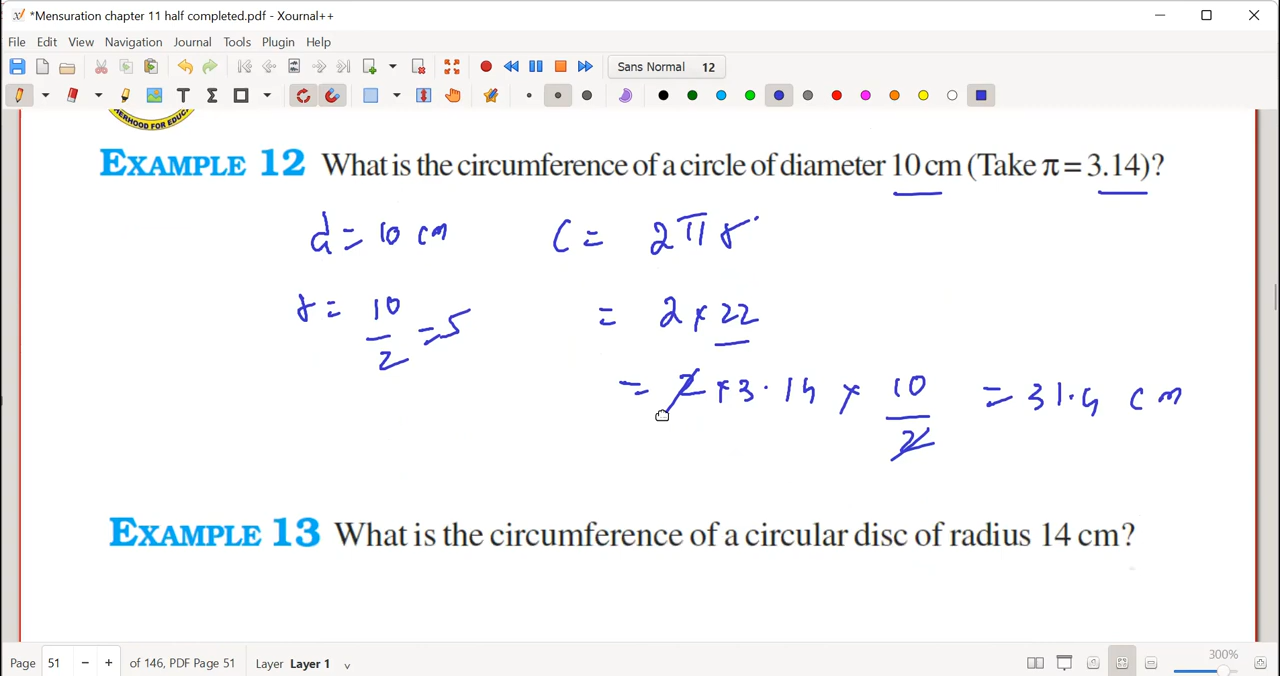 *Mensuration chapter 11 half completed.pdf - Xournal++
File Edit View Navigation Journal Tools Plugin Help
Sans Normal 12
HERHOOD FOR EDUC
EXAMPLE 12 What is the circumference of a circle of diameter 10 cm (Take π = 3.14)?
d = 10 cm C = 2πr
r = 10/2 = 5 = 2 × 22
= 2 × 3.14 × 10/2 = 31.4 cm
EXAMPLE 13 What is the circumference of a circular disc of radius 14 cm?
Page 51 − + of 146, PDF Page 51 Layer Layer 1 300%